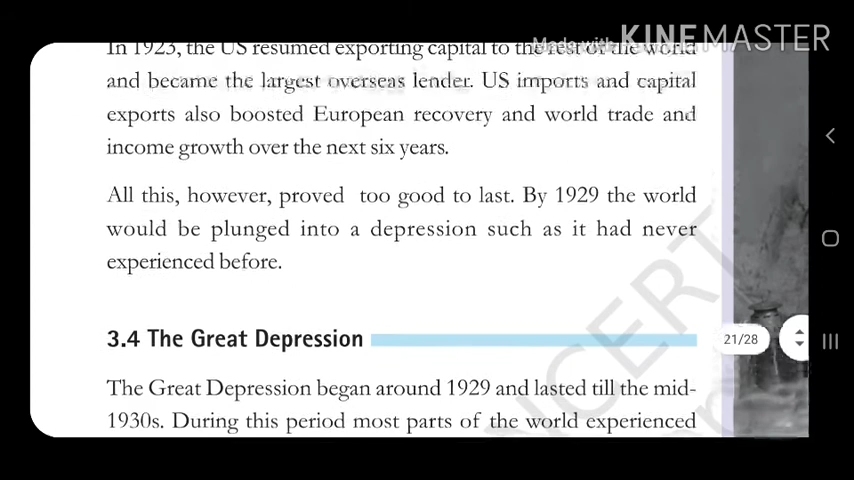 Made with KINEMASTER
In 1923, the US resumed exporting capital to the rest of the world
and became the largest overseas lender. US imports and capital
exports also boosted European recovery and world trade and
income growth over the next six years.
All this, however, proved too good to last. By 1929 the world
would be plunged into a depression such as it had never
experienced before.
3.4 The Great Depression
21/28
The Great Depression began around 1929 and lasted till the mid-
1930s. During this period most parts of the world experienced
NCERT